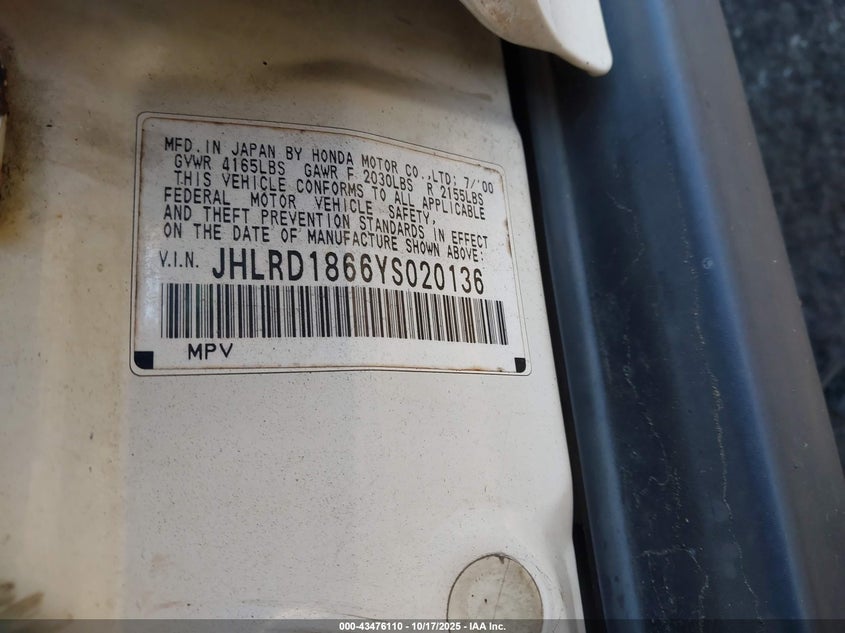 MFD.IN JAPAN BY HONDA MOTOR CO.,LTD; 7/'00
GVWR 4165LBS GAWR F 2030LBS R 2155LBS
THIS VEHICLE CONFORMS TO ALL APPLICABLE
FEDERAL MOTOR VEHICLE SAFETY,
AND THEFT PREVENTION STANDARDS IN EFFECT
ON THE DATE OF MANUFACTURE SHOWN ABOVE:
V.I.N. JHLRD1866YS020136
MPV
000-43476110 - 10/17/2025 - IAA Inc.